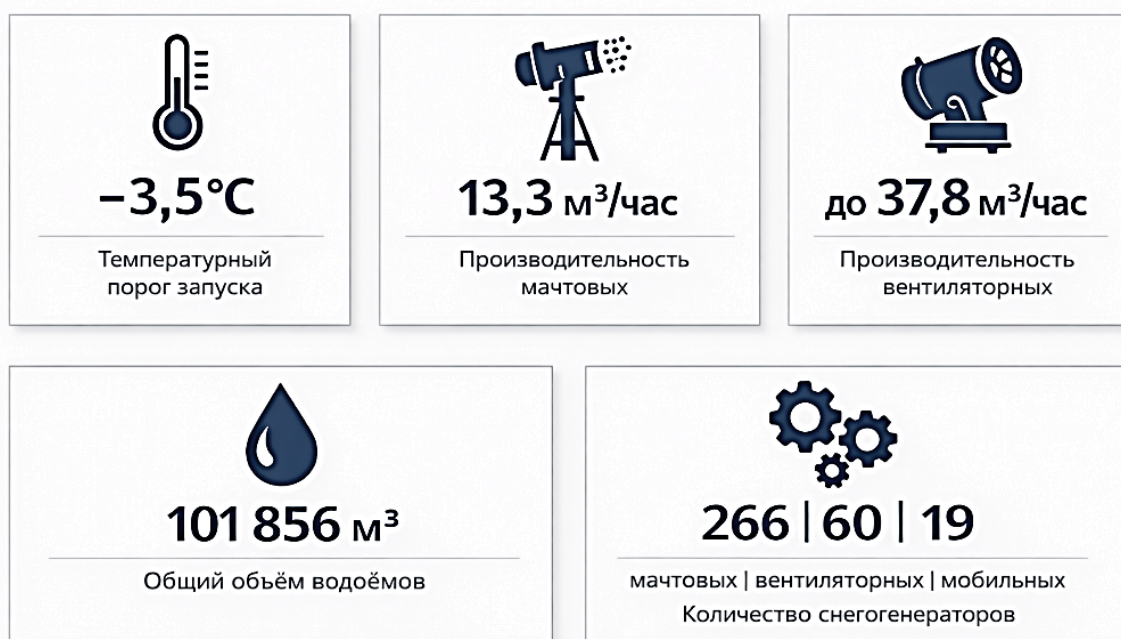 −3,5°C
Температурный
порог запуска
13,3 м³/час
Производительность
мачтовых
до 37,8 м³/час
Производительность
вентиляторных
101 856 м³
Общий объём водоёмов
266 | 60 | 19
мачтовых | вентиляторных | мобильных
Количество снегогенераторов